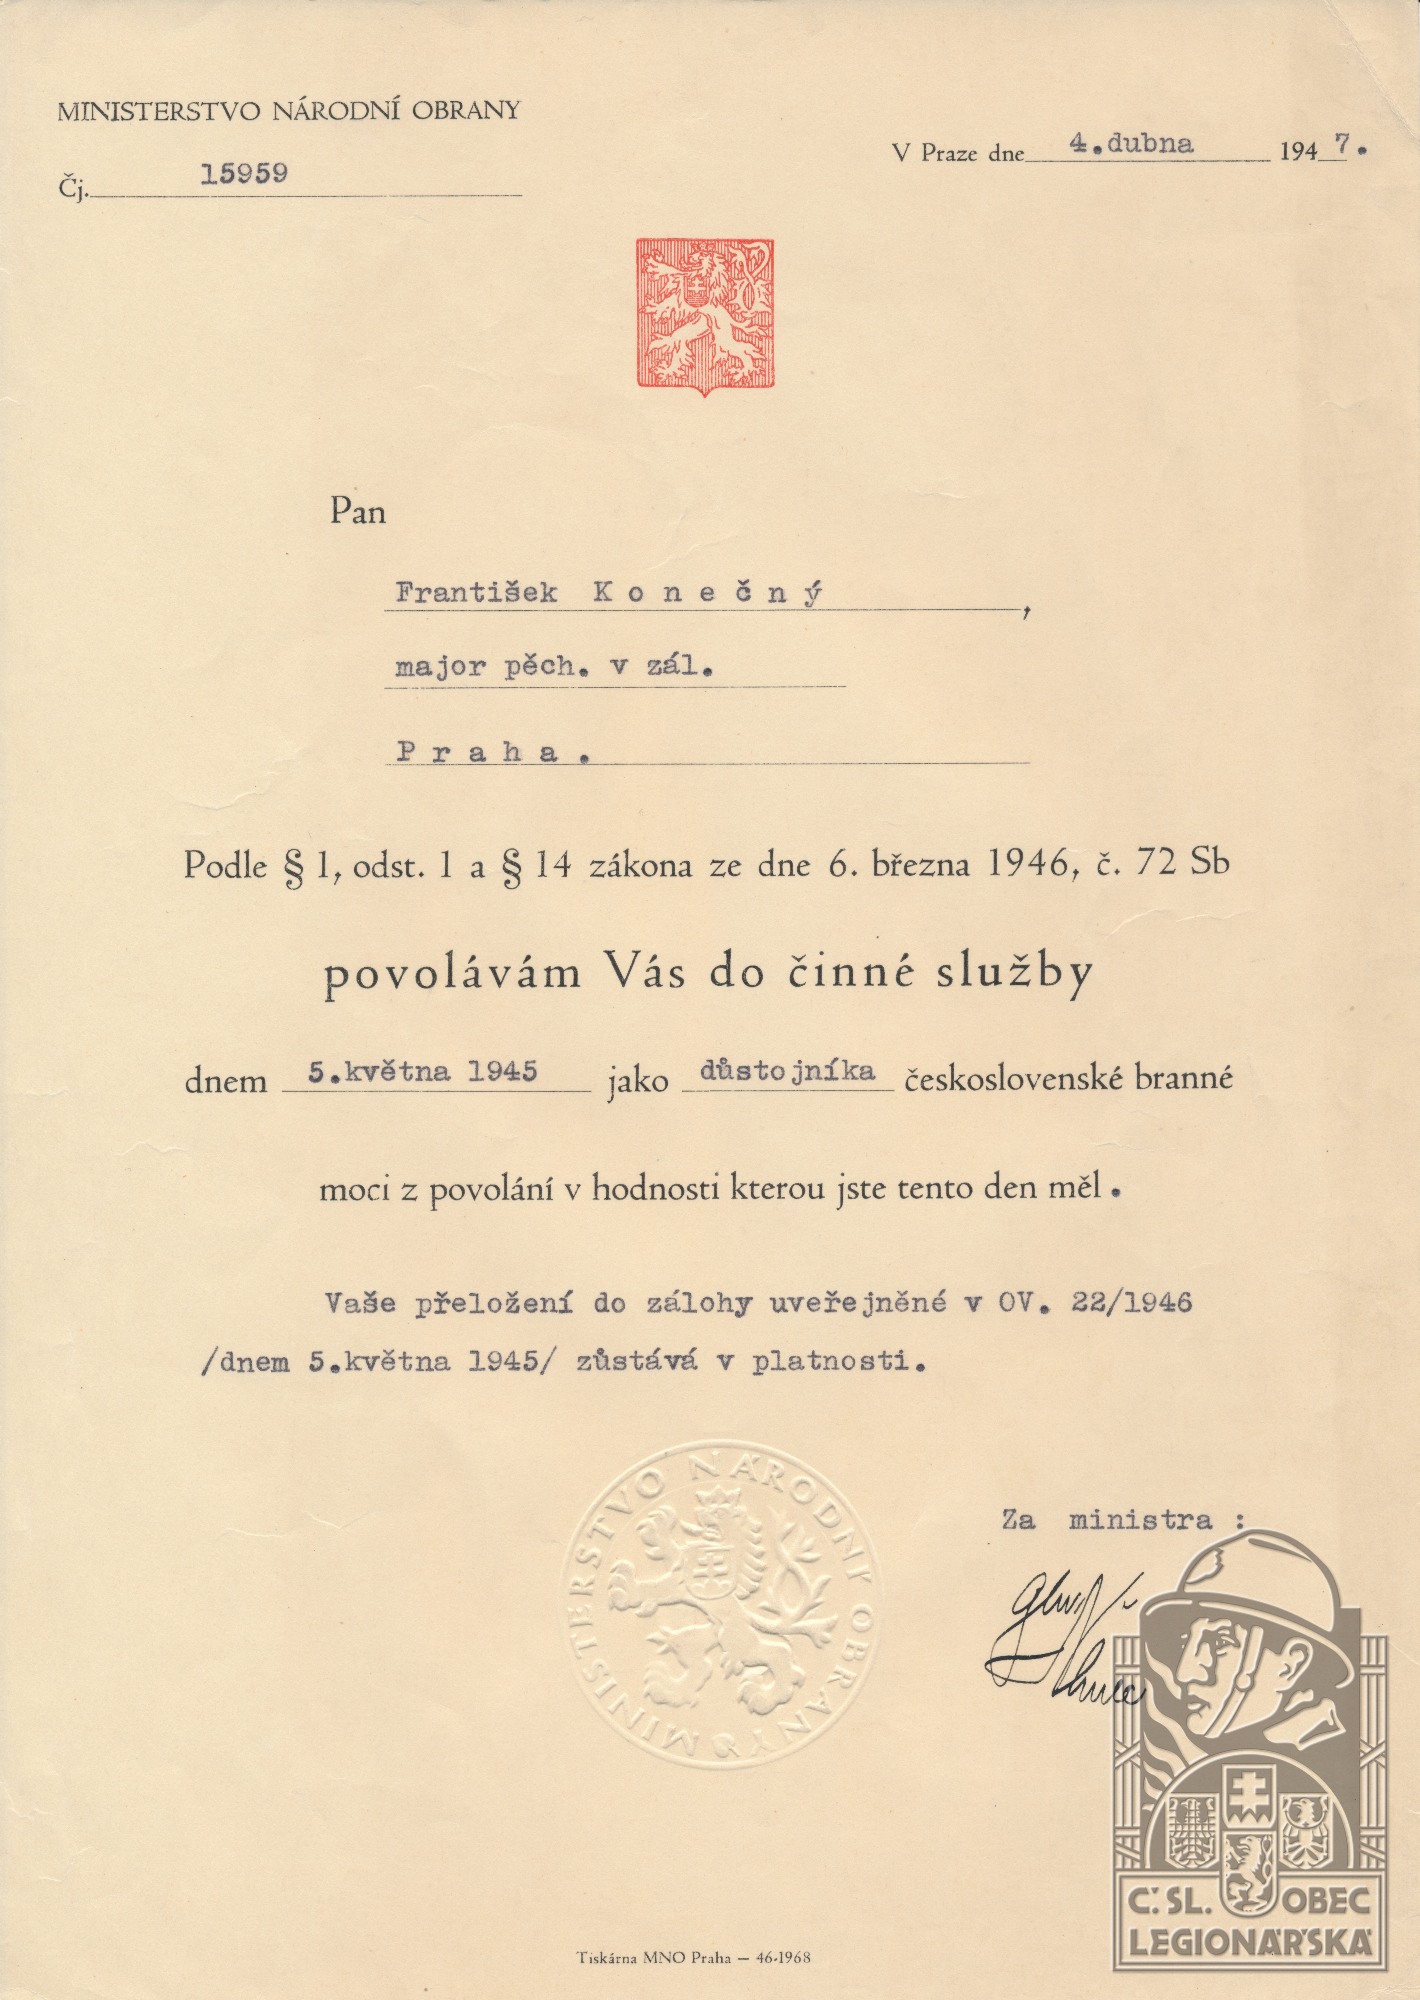 MINISTERSTVO NÁRODNÍ OBRANY
V Praze dne 4.dubna 1947.
Čj. 15959
Pan
František Konečný,
major pěch. v zál.
Praha.
Podle § 1, odst. 1 a § 14 zákona ze dne 6. března 1946, č. 72 Sb
povolávám Vás do činné služby
dnem 5.května 1945 jako důstojníka československé branné
moci z povolání v hodnosti kterou jste tento den měl.
Vaše přeložení do zálohy uveřejněné v OV. 22/1946
/dnem 5.května 1945/ zůstává v platnosti.
MINISTERSTVO NÁRODNÍ OBRANY
Za ministra :
Č.SL. OBEC
LEGIONÁŘSKÁ
Tiskárna MNO Praha — 46-1968